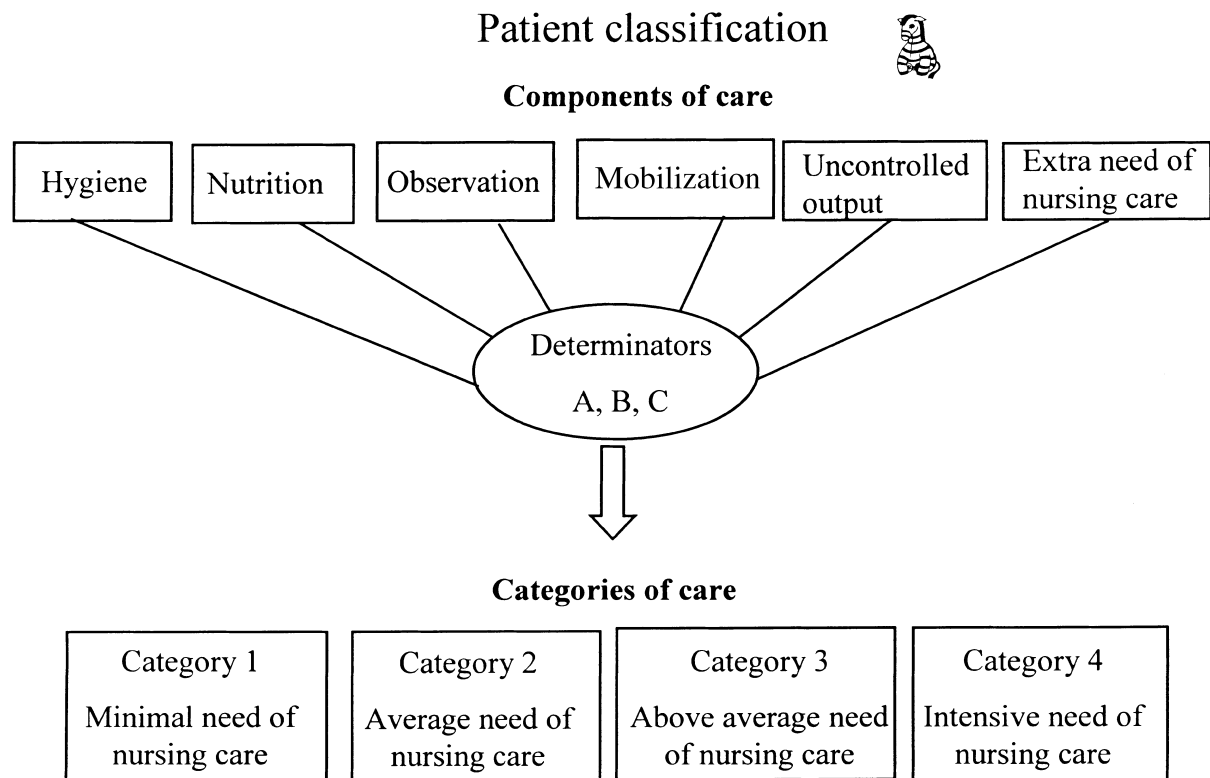 Patient classification
Components of care
Hygiene
Nutrition
Observation
Mobilization
Uncontrolled
output
Extra need of
nursing care
Determinators
A, B, C
Categories of care
Category 1
Minimal need of
nursing care
Category 2
Average need of
nursing care
Category 3
Above average need
of nursing care
Category 4
Intensive need of
nursing care